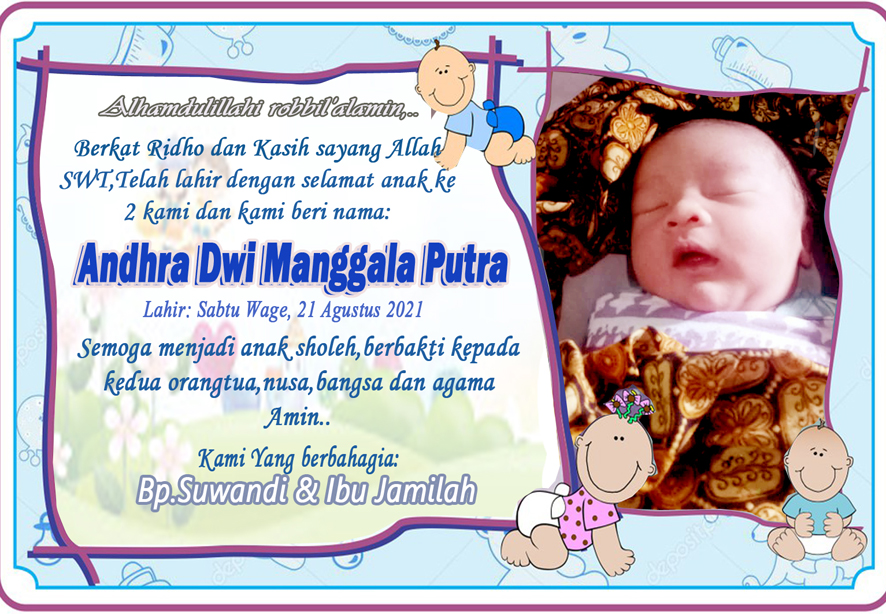 Alhamdulillahi robbil'alamin,..
Berkat Ridho dan Kasih sayang Allah
SWT,Telah lahir dengan selamat anak ke
2 kami dan kami beri nama:
Andhra Dwi Manggala Putra
Lahir: Sabtu Wage, 21 Agustus 2021
Semoga menjadi anak sholeh,berbakti kepada
kedua orangtua,nusa,bangsa dan agama
Amin..
Kami Yang berbahagia:
Bp.Suwandi & Ibu Jamilah